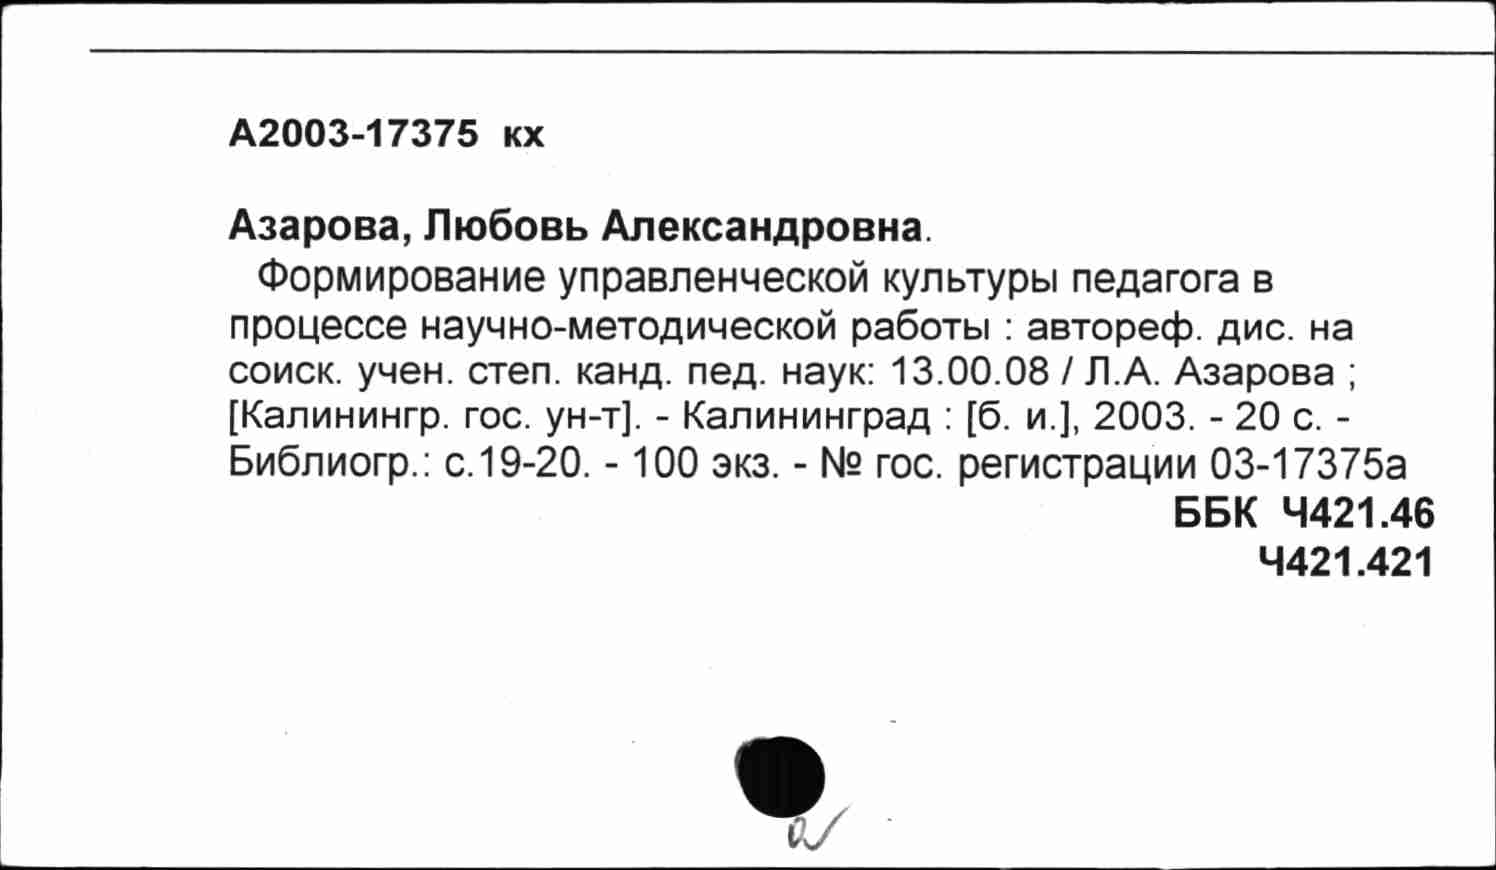 А2003-17375 кх
Азарова, Любовь Александровна.
Формирование управленческой культуры педагога в
процессе научно-методической работы : автореф. дис. на
соиск. учен. степ. канд. пед. наук: 13.00.08 / Л.А. Азарова ;
[Калинингр. гос. ун-т]. - Калининград : [б. и.], 2003. - 20 с. -
Библиогр.: с.19-20. - 100 экз. - № гос. регистрации 03-17375а
ББК Ч421.46
Ч421.421